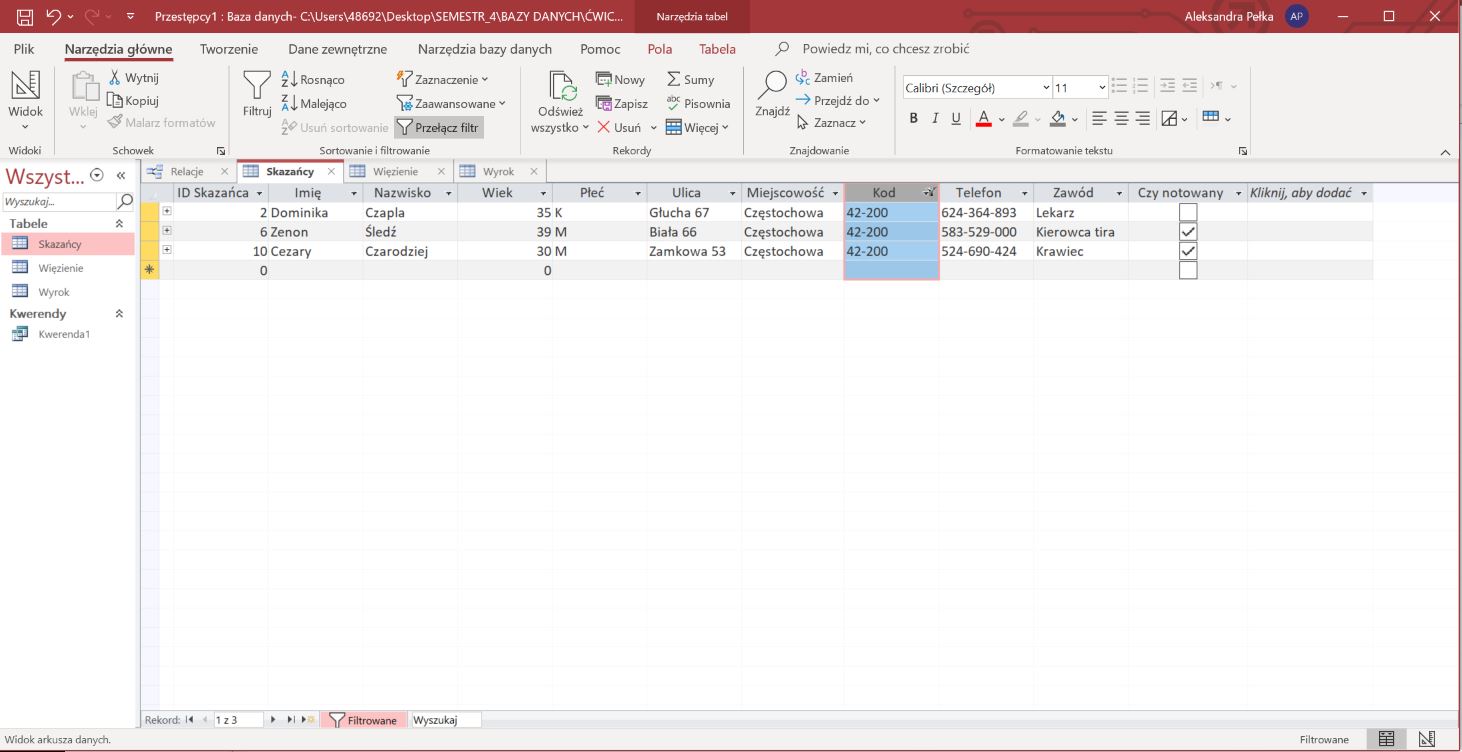 Przestępcy1 : Baza danych- C:\Users\48692\Desktop\SEMESTR_4\BAZY DANYCH\ĆWIC... Narzędzia tabel Aleksandra Pełka AP
Plik Narzędzia główne Tworzenie Dane zewnętrzne Narzędzia bazy danych Pomoc Pola Tabela Powiedz mi, co chcesz zrobić
Widok
Widoki
Wklej
Wytnij
Kopiuj
Malarz formatów
Schowek
Filtruj
Rosnąco
Malejąco
Usuń sortowanie
Zaznaczenie
Zaawansowane
Przełącz filtr
Sortowanie i filtrowanie
Odśwież
wszystko
Nowy
Zapisz
Usuń
Sumy
Pisownia
Więcej
Rekordy
Znajdź
Zamień
Przejdź do
Zaznacz
Znajdowanie
Calibri (Szczegół) 11
B I U A
Formatowanie tekstu
Wszyst...
Wyszukaj...
Tabele
Skazańcy
Więzienie
Wyrok
Kwerendy
Kwerenda1
Relacje Skazańcy Więzienie Wyrok
ID Skazańca Imię Nazwisko Wiek Płeć Ulica Miejscowość Kod Telefon Zawód Czy notowany Kliknij, aby dodać
2 Dominika Czapla 35 K Głucha 67 Częstochowa 42-200 624-364-893 Lekarz
6 Zenon Śledź 39 M Biała 66 Częstochowa 42-200 583-529-000 Kierowca tira
10 Cezary Czarodziej 30 M Zamkowa 53 Częstochowa 42-200 524-690-424 Krawiec
0 0
Rekord: 1 z 3 Filtrowane Wyszukaj
Widok arkusza danych. Filtrowane